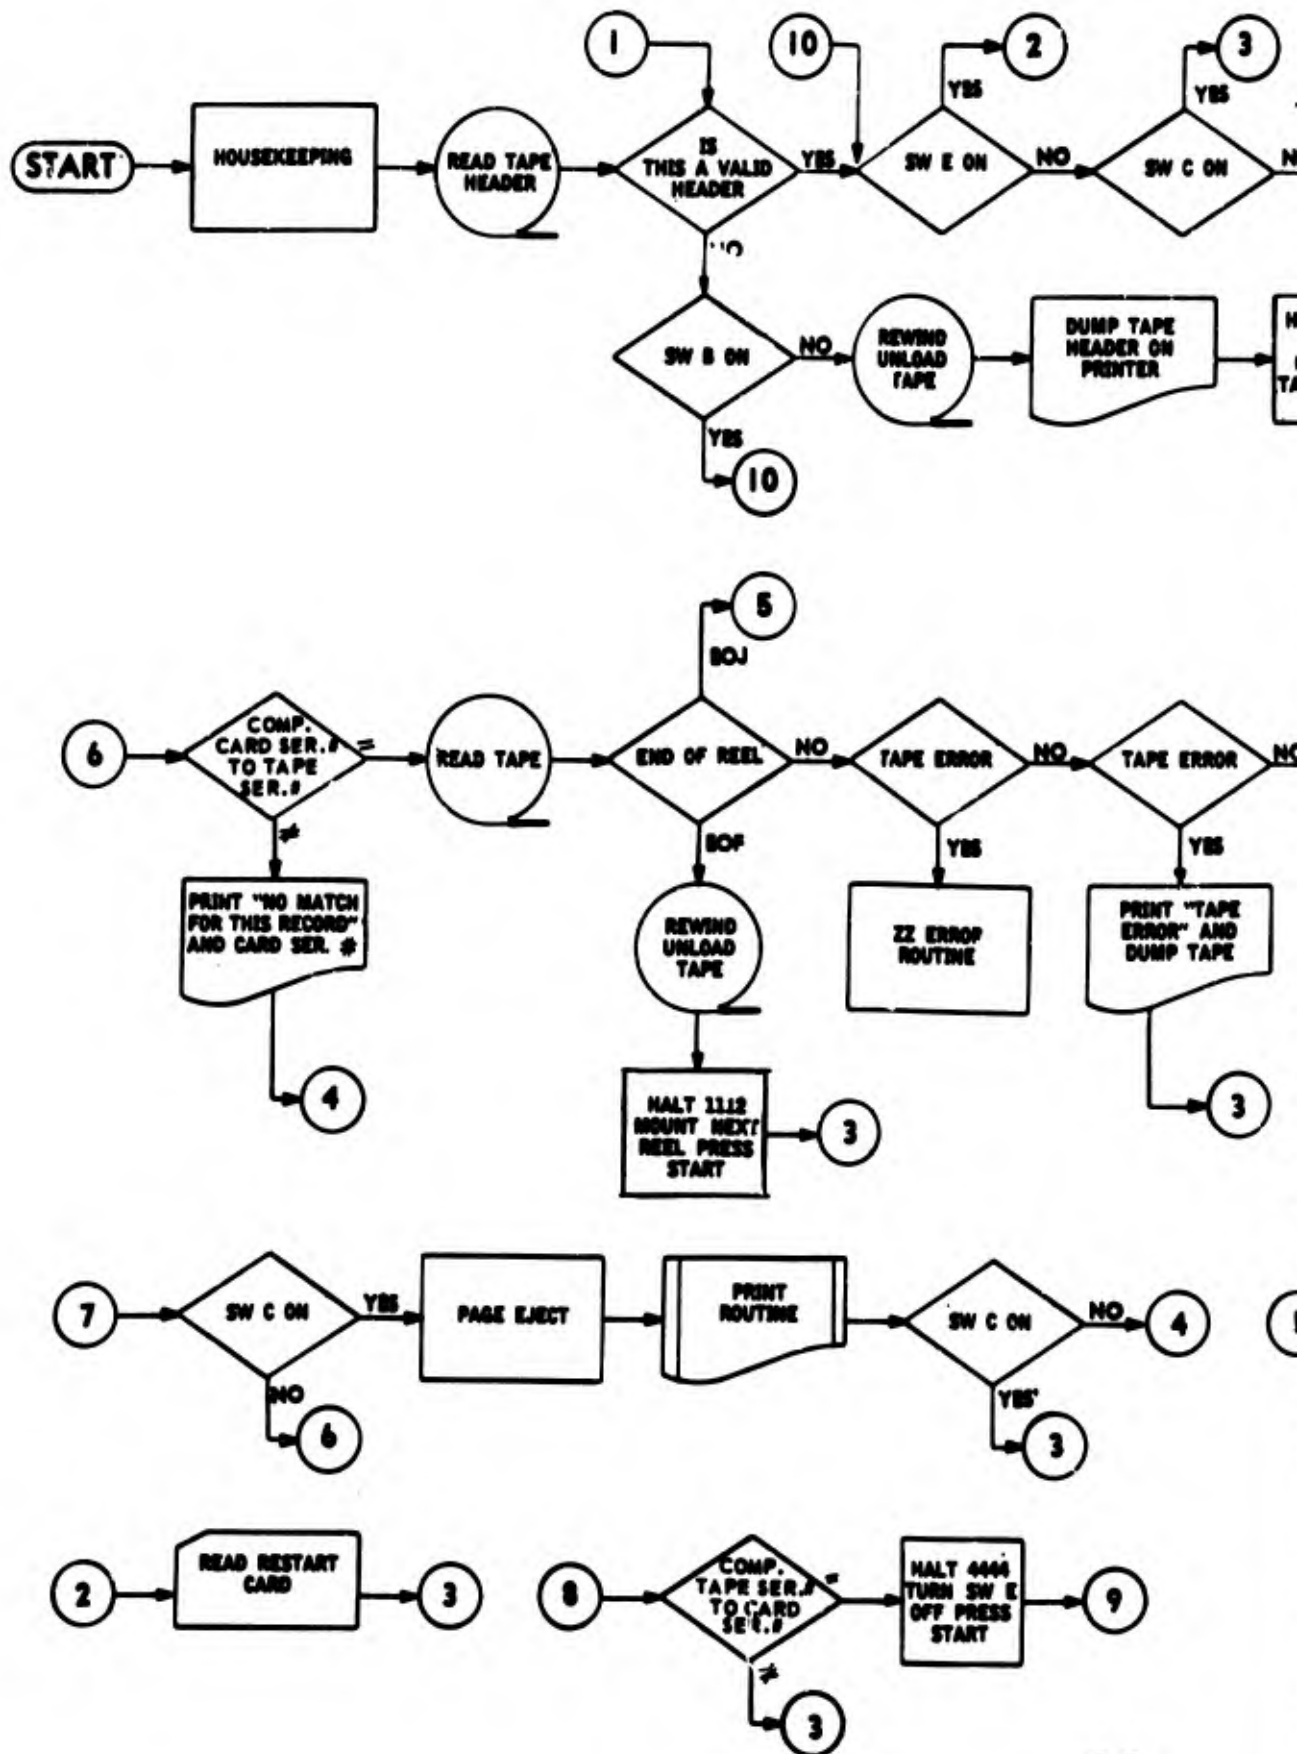 1
10
2
3
YES
YES
START
HOUSEKEEPING
READ TAPE
HEADER
IS
THIS A VALID
HEADER
YES
SW E ON
NO
SW C ON
SW B ON
NO
REWIND
UNLOAD
TAPE
DUMP TAPE
HEADER ON
PRINTER
YES
10
5
EOJ
6
COMP.
CARD SER.# =
TO TAPE
SER.#
READ TAPE
END OF REEL
NO
TAPE ERROR
NO
TAPE ERROR
NO
≠
EOF
YES
YES
PRINT "NO MATCH
FOR THIS RECORD"
AND CARD SER. #
REWIND
UNLOAD
TAPE
ZZ ERROR
ROUTINE
PRINT "TAPE
ERROR" AND
DUMP TAPE
4
HALT 1112
MOUNT NEXT
REEL PRESS
START
3
3
7
SW C ON
YES
PAGE EJECT
PRINT
ROUTINE
SW C ON
NO
4
NO
6
YES
3
2
READ RESTART
CARD
3
8
COMP.
TAPE SER.# =
TO CARD
SER.#
HALT 4444
TURN SW E
OFF PRESS
START
9
≠
3